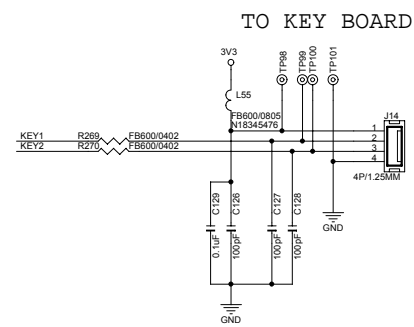 TO KEY BOARD
3V3
TP98
TP99
TP100
TP101
L55
FB600/0805
N18345476
J14
1
2
3
4
4P/1.25MM
KEY1
R269
FB600/0402
KEY2
R270
FB600/0402
C129
0.1uF
C126
100pF
C127
100pF
C128
100pF
GND
GND